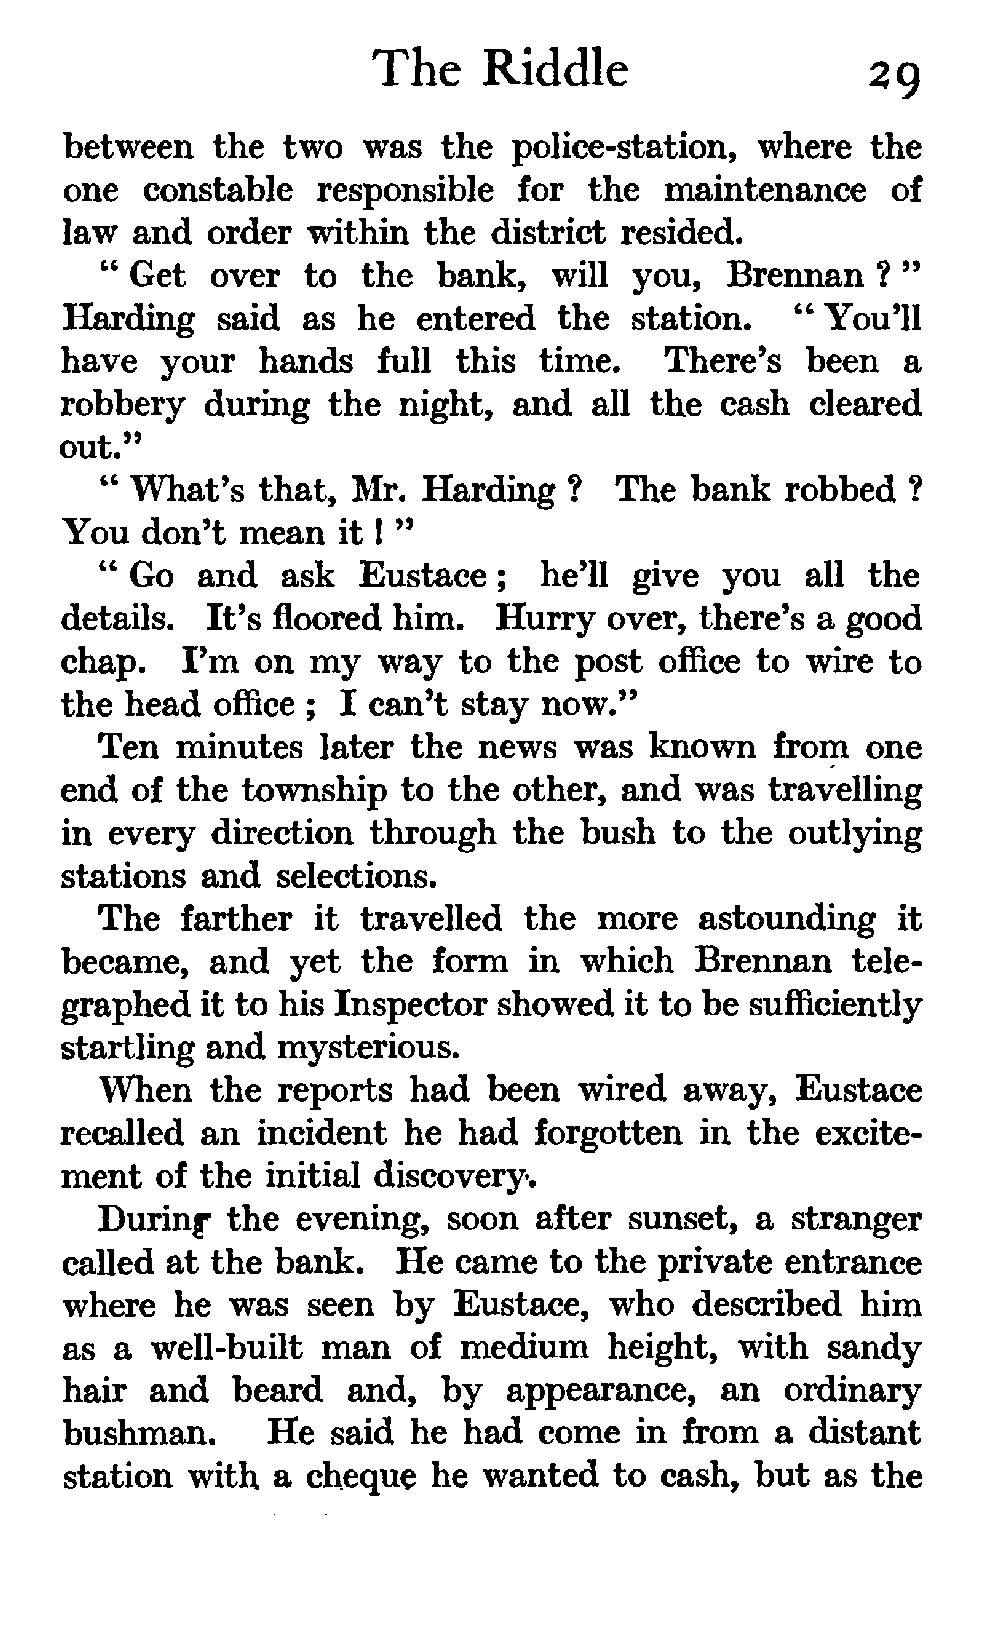 The Riddle 29
between the two was the police-station, where the
one constable responsible for the maintenance of
law and order within the district resided.
“ Get over to the bank, will you, Brennan ? ”
Harding said as he entered the station. “ You’ll
have your hands full this time. There’s been a
robbery during the night, and all the cash cleared
out.”
“ What’s that, Mr. Harding ? The bank robbed ?
You don’t mean it ! ”
“ Go and ask Eustace ; he’ll give you all the
details. It’s floored him. Hurry over, there’s a good
chap. I’m on my way to the post office to wire to
the head office ; I can’t stay now.”
Ten minutes later the news was known from one
end of the township to the other, and was travelling
in every direction through the bush to the outlying
stations and selections.
The farther it travelled the more astounding it
became, and yet the form in which Brennan tele-
graphed it to his Inspector showed it to be sufficiently
startling and mysterious.
When the reports had been wired away, Eustace
recalled an incident he had forgotten in the excite-
ment of the initial discovery.
During the evening, soon after sunset, a stranger
called at the bank. He came to the private entrance
where he was seen by Eustace, who described him
as a well-built man of medium height, with sandy
hair and beard and, by appearance, an ordinary
bushman. He said he had come in from a distant
station with a cheque he wanted to cash, but as the